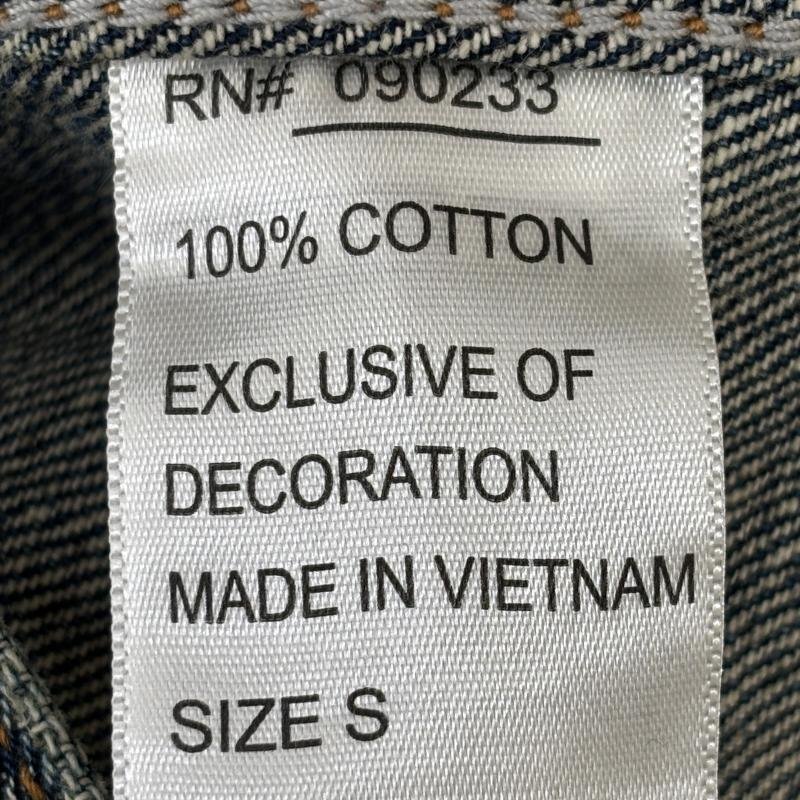 RN# 090233
100% COTTON
EXCLUSIVE OF
DECORATION
MADE IN VIETNAM
SIZE S